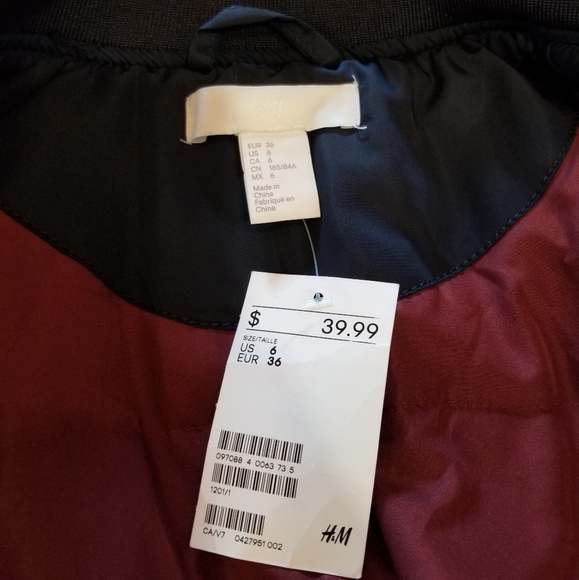 H&M
EUR 36
US 6
CA 6
CN 165/84A
MX 6
Made in
China
Fabriqué en
Chine
$ 39.99
SIZE/TAILLE
US 6
EUR 36
097088 4 0063 73 5
1201/1
CA/V7 0427951 002
H&M